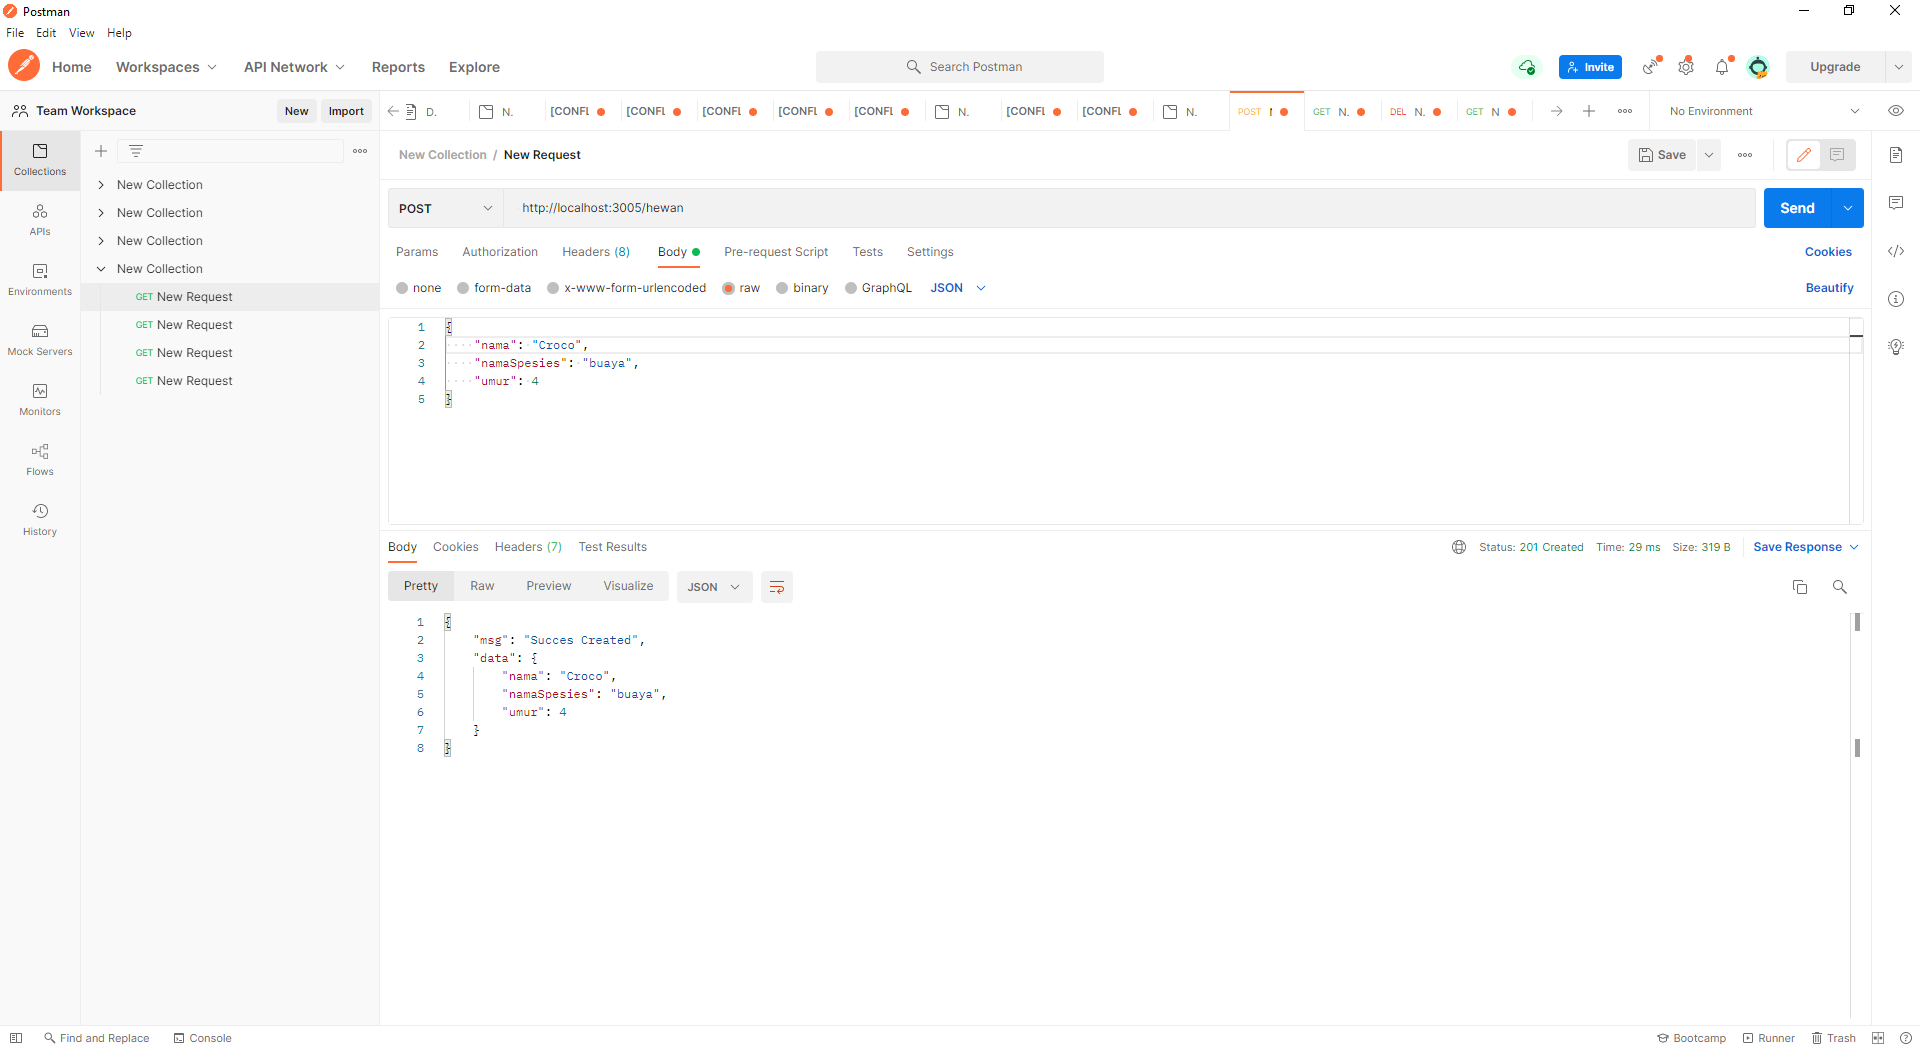 Postman
File Edit View Help
Home Workspaces API Network Reports Explore Search Postman Invite Upgrade
Team Workspace New Import D. N. [CONFL [CONFL [CONFL [CONFL [CONFL N. [CONFL [CONFL N. POST GET N. DEL N. GET N No Environment
Collections
APIs
Environments
Mock Servers
Monitors
Flows
History
New Collection
New Collection
New Collection
New Collection
GET New Request
GET New Request
GET New Request
GET New Request
New Collection / New Request Save
POST http://localhost:3005/hewan Send
Params Authorization Headers (8) Body Pre-request Script Tests Settings Cookies
none form-data x-www-form-urlencoded raw binary GraphQL JSON Beautify
1 {
2 "nama": "Croco",
3 "namaSpesies": "buaya",
4 "umur": 4
5 }
Body Cookies Headers (7) Test Results Status: 201 Created Time: 29 ms Size: 319 B Save Response
Pretty Raw Preview Visualize JSON
1 {
2 "msg": "Succes Created",
3 "data": {
4 "nama": "Croco",
5 "namaSpesies": "buaya",
6 "umur": 4
7 }
8 }
Find and Replace Console Bootcamp Runner Trash